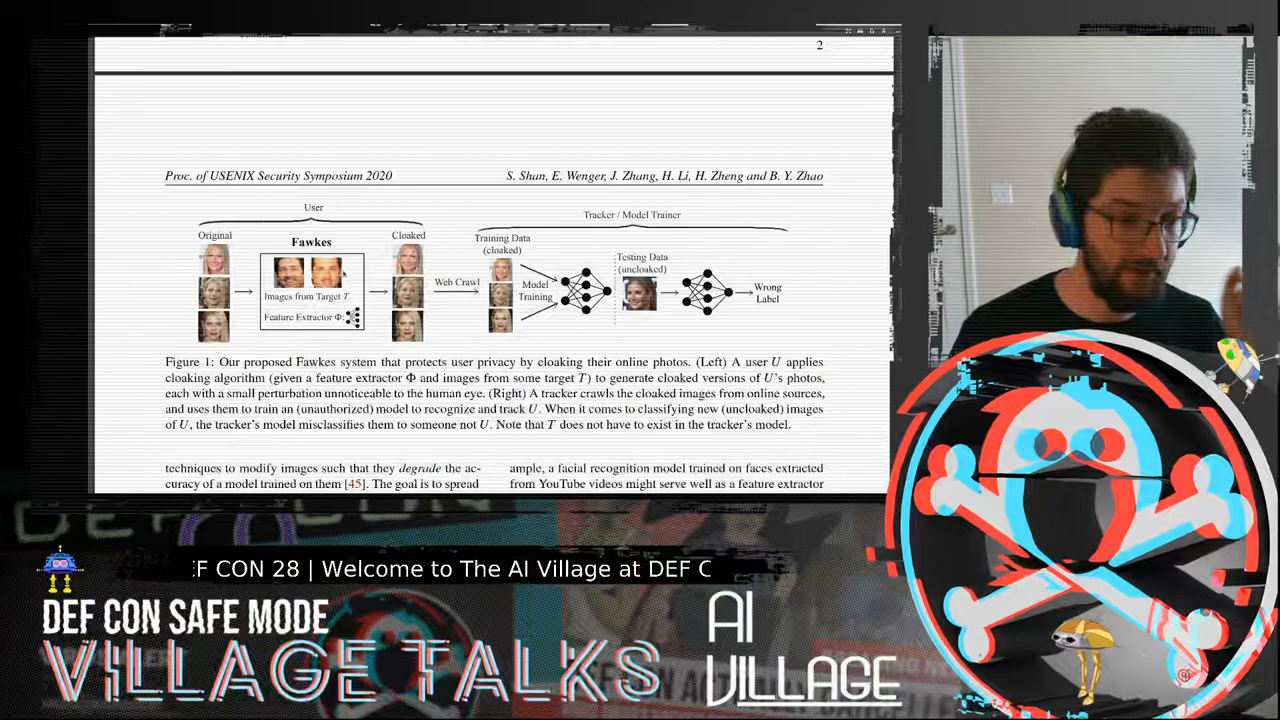 2
Proc. of USENIX Security Symposium 2020
S. Shan, E. Wenger, J. Zhang, H. Li, H. Zheng and B. Y. Zhao
User
Tracker / Model Trainer
Original
Fawkes
Cloaked
Training Data
(cloaked)
Testing Data
(uncloaked)
Images from Target T
Feature Extractor Φ:
Web Crawl
Model
Training
Wrong
Label
Figure 1: Our proposed Fawkes system that protects user privacy by cloaking their online photos. (Left) A user U applies
cloaking algorithm (given a feature extractor Φ and images from some target T) to generate cloaked versions of U's photos,
each with a small perturbation unnoticeable to the human eye. (Right) A tracker crawls the cloaked images from online sources,
and uses them to train an (unauthorized) model to recognize and track U. When it comes to classifying new (uncloaked) images
of U, the tracker's model misclassifies them to someone not U. Note that T does not have to exist in the tracker's model.
techniques to modify images such that they degrade the ac-
curacy of a model trained on them [45]. The goal is to spread
ample, a facial recognition model trained on faces extracted
from YouTube videos might serve well as a feature extractor
EF CON 28 | Welcome to The AI Village at DEF C
DEF CON SAFE MODE
VILLAGE TALKS
AI
VILLAGE